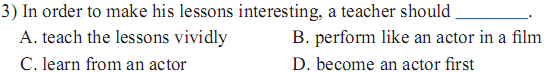 3) In order to make his lessons interesting, a teacher should ________.
A. teach the lessons vividly B. perform like an actor in a film
C. learn from an actor D. become an actor first